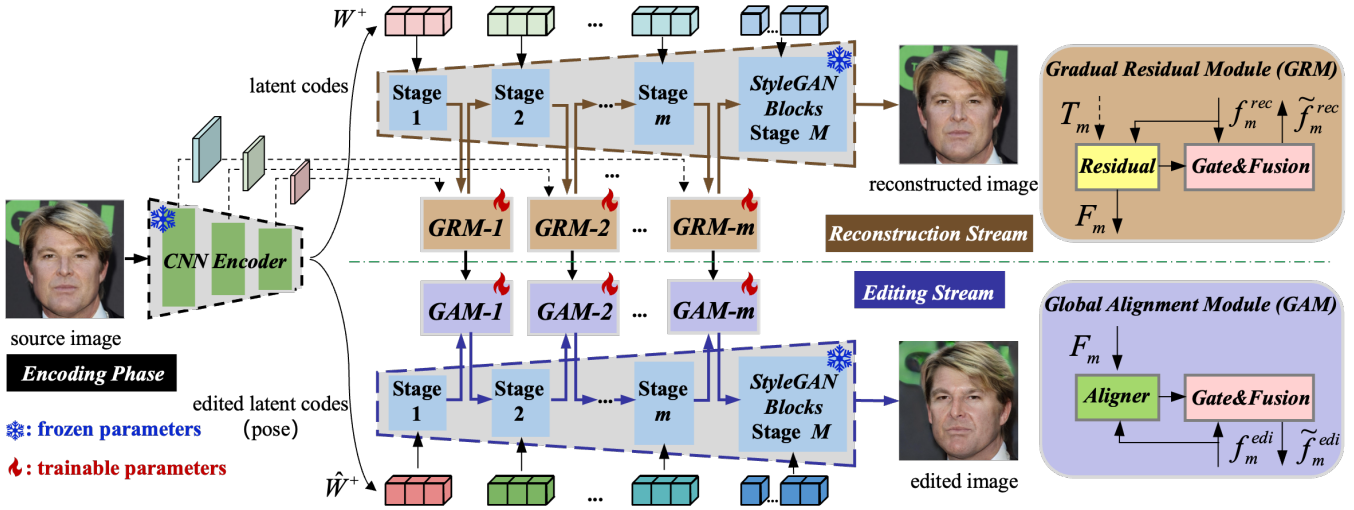 W⁺
...
latent codes
Stage
1
Stage
2
...
Stage
m
StyleGAN
Blocks
Stage M
...
reconstructed image
Gradual Residual Module (GRM)
T_m
f_m^{rec}
\tilde{f}_m^{rec}
Residual
Gate&Fusion
F_m
...
GRM-1
GRM-2
...
GRM-m
Reconstruction Stream
CNN Encoder
source image
Encoding Phase
GAM-1
GAM-2
...
GAM-m
Editing Stream
Global Alignment Module (GAM)
F_m
Aligner
Gate&Fusion
f_m^{edi}
\tilde{f}_m^{edi}
edited latent codes
(pose)
Stage
1
Stage
2
...
Stage
m
StyleGAN
Blocks
Stage M
edited image
: frozen parameters
: trainable parameters
Ŵ⁺
...
...